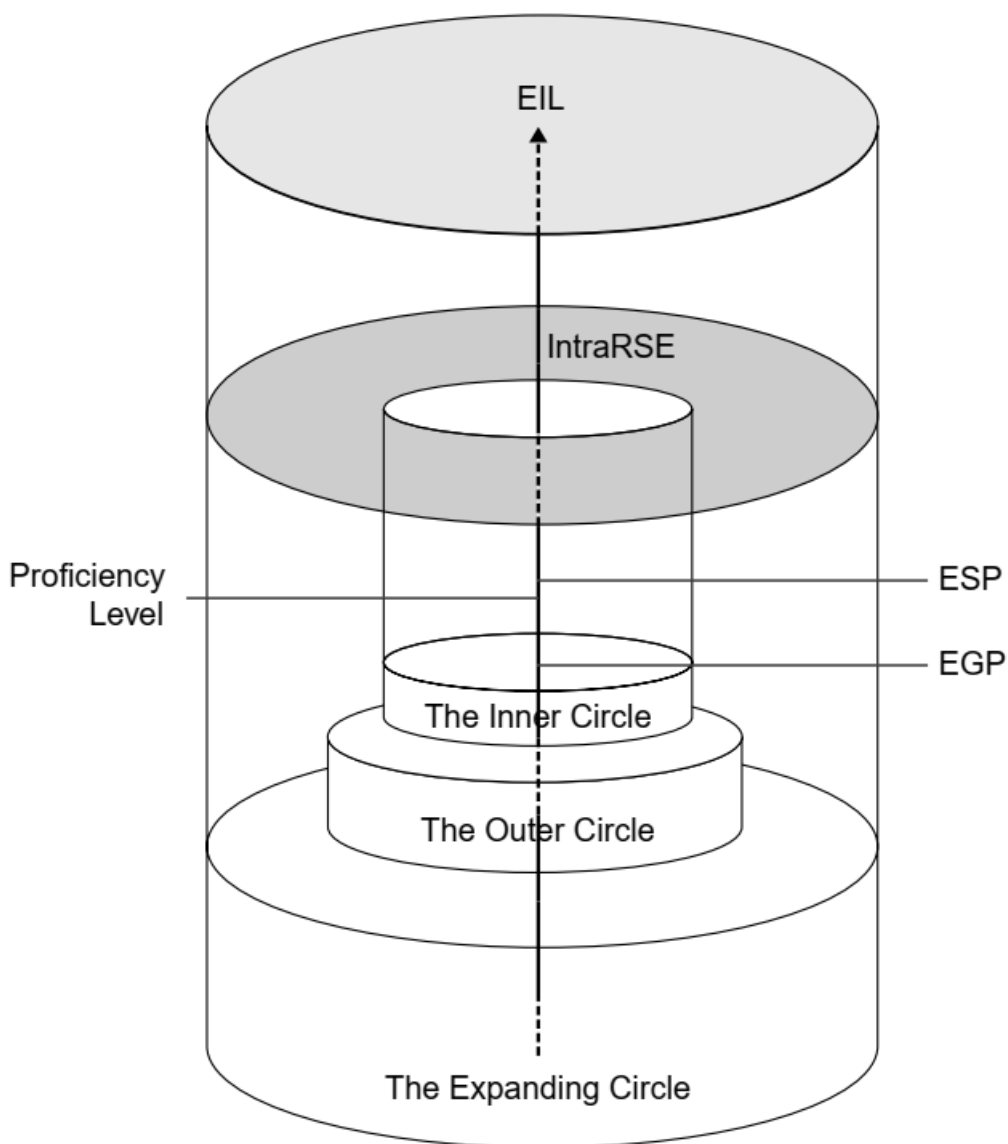 EIL
IntraRSE
Proficiency
Level
ESP
EGP
The Inner Circle
The Outer Circle
The Expanding Circle